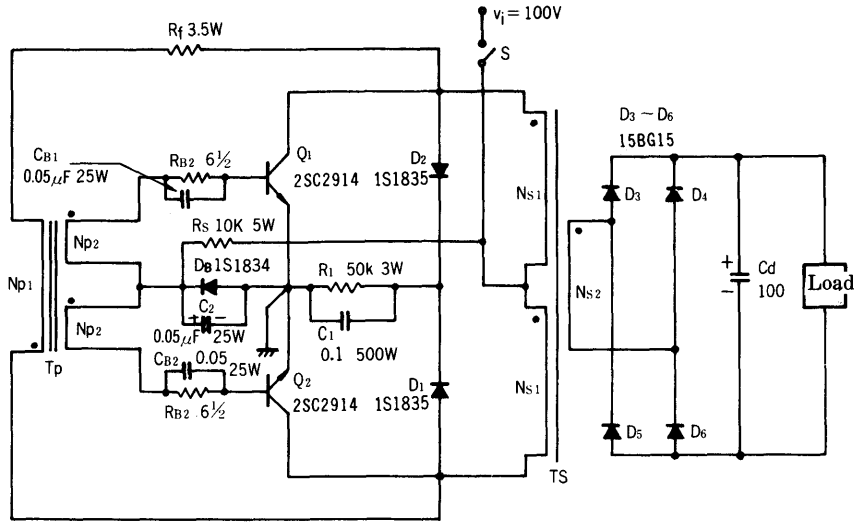 Rf 3.5W
vi = 100V
S
D3 ~ D6
15BG15
CB1
0.05μF 25W
RB2 6½
Q1
2SC2914
D2
1S1835
NS1
D3
D4
RS 10K 5W
Np2
Np1
DB 1S1834
R1 50k 3W
NS2
+
−
Cd
100
Load
Np2
C2
+ −
0.05μF 25W
C1
0.1 500W
Tp
CB2 0.05
25W
RB2 6½
Q2
2SC2914
D1
1S1835
NS1
D5
D6
TS